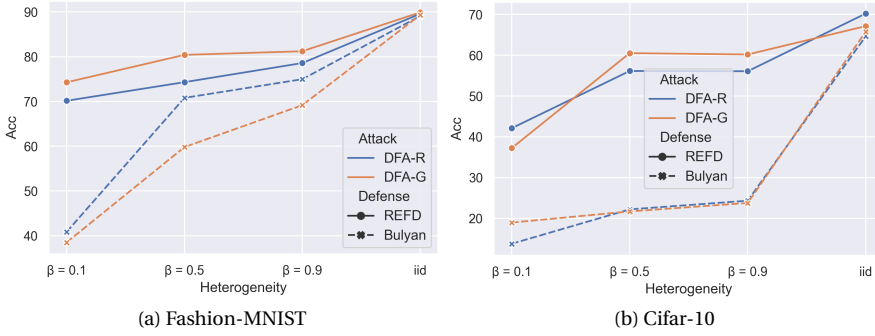 90
80
70
60
50
40
Acc
Attack
DFA-R
DFA-G
Defense
REFD
Bulyan
β = 0.1
β = 0.5
β = 0.9
iid
Heterogeneity
(a) Fashion-MNIST
70
60
50
40
30
20
Acc
Attack
DFA-R
DFA-G
Defense
REFD
Bulyan
β = 0.1
β = 0.5
β = 0.9
iid
Heterogeneity
(b) Cifar-10